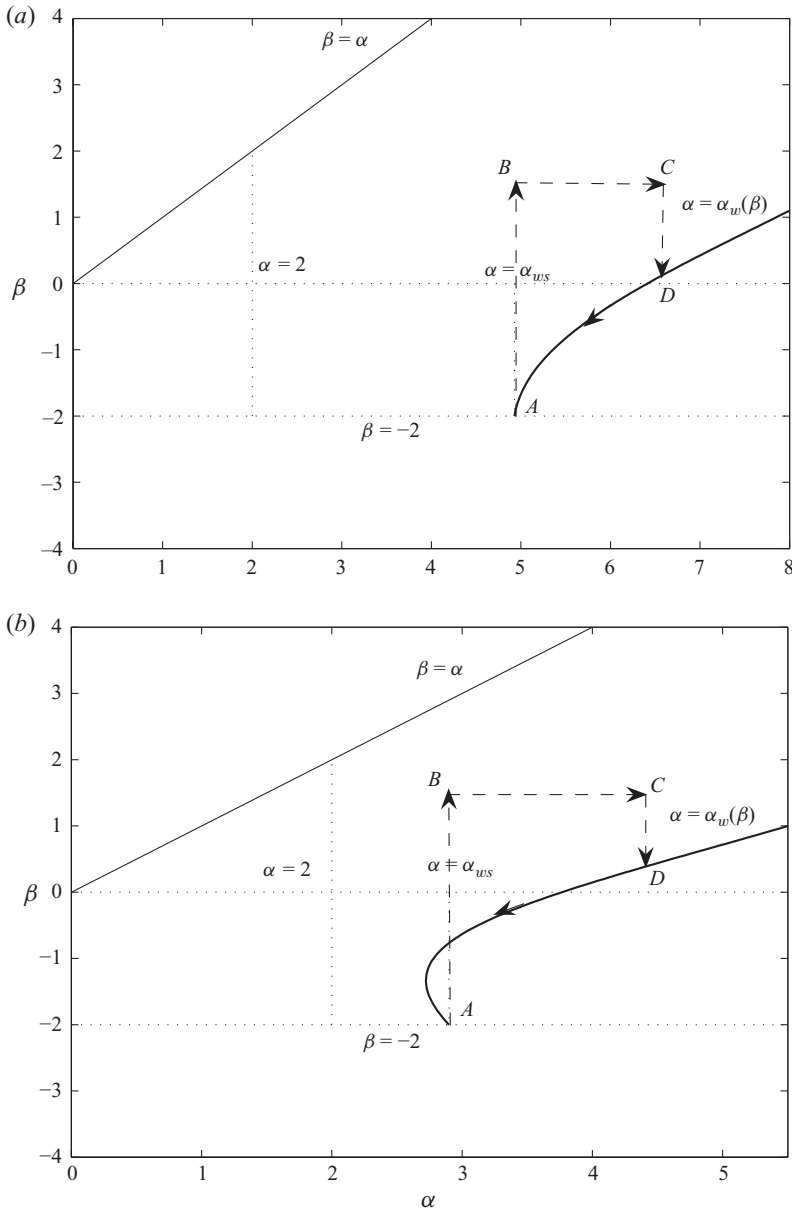 (a)
4
3
2
1
0
−1
−2
−3
−4
β
β = α
α = 2
B
C
α = α_w(β)
α = α_ws
D
A
β = −2
0 1 2 3 4 5 6 7 8
(b)
4
3
2
1
0
−1
−2
−3
−4
β
β = α
B
C
α = α_w(β)
α = 2
α = α_ws
D
A
β = −2
0 1 2 3 4 5
α